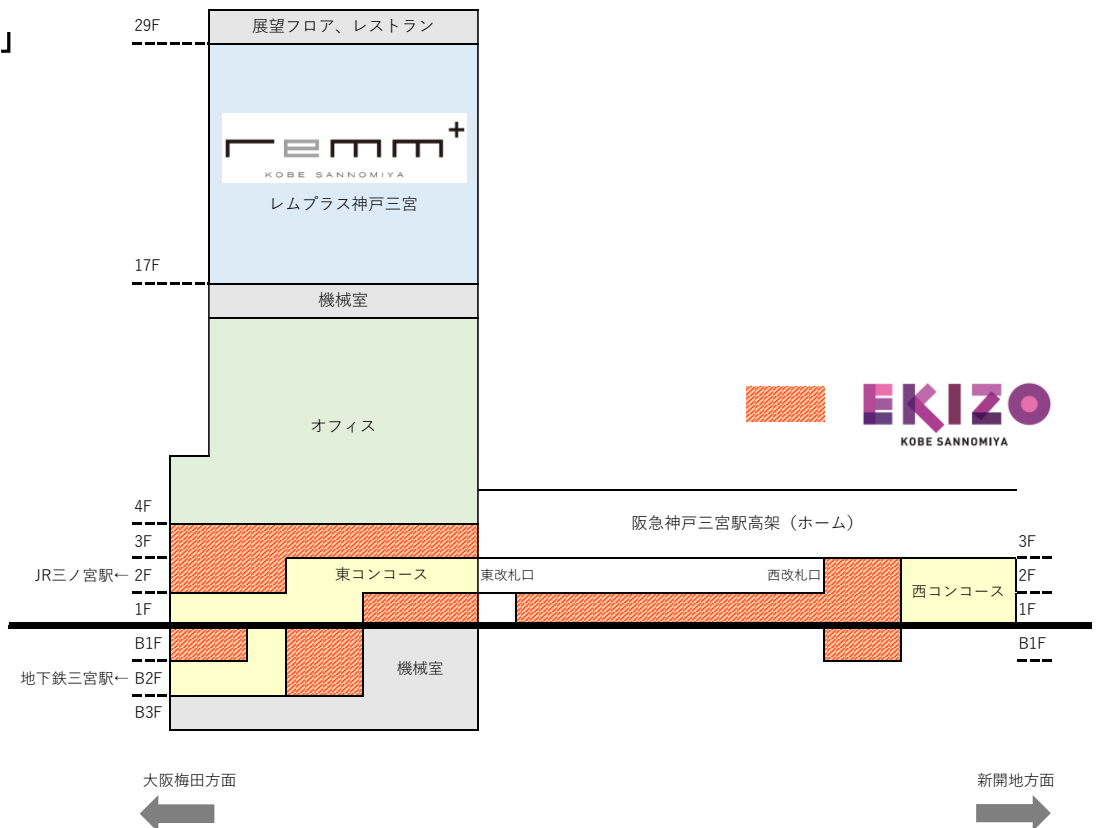 」
29F
展望フロア、レストラン
remm+
KOBE SANNOMIYA
レムプラス神戸三宮
17F
機械室
オフィス
EKIZO
KOBE SANNOMIYA
4F
阪急神戸三宮駅高架（ホーム）
3F
3F
JR三ノ宮駅← 2F
東コンコース
東改札口
西改札口
2F
西コンコース
1F
1F
B1F
B1F
機械室
地下鉄三宮駅← B2F
B3F
大阪梅田方面
新開地方面